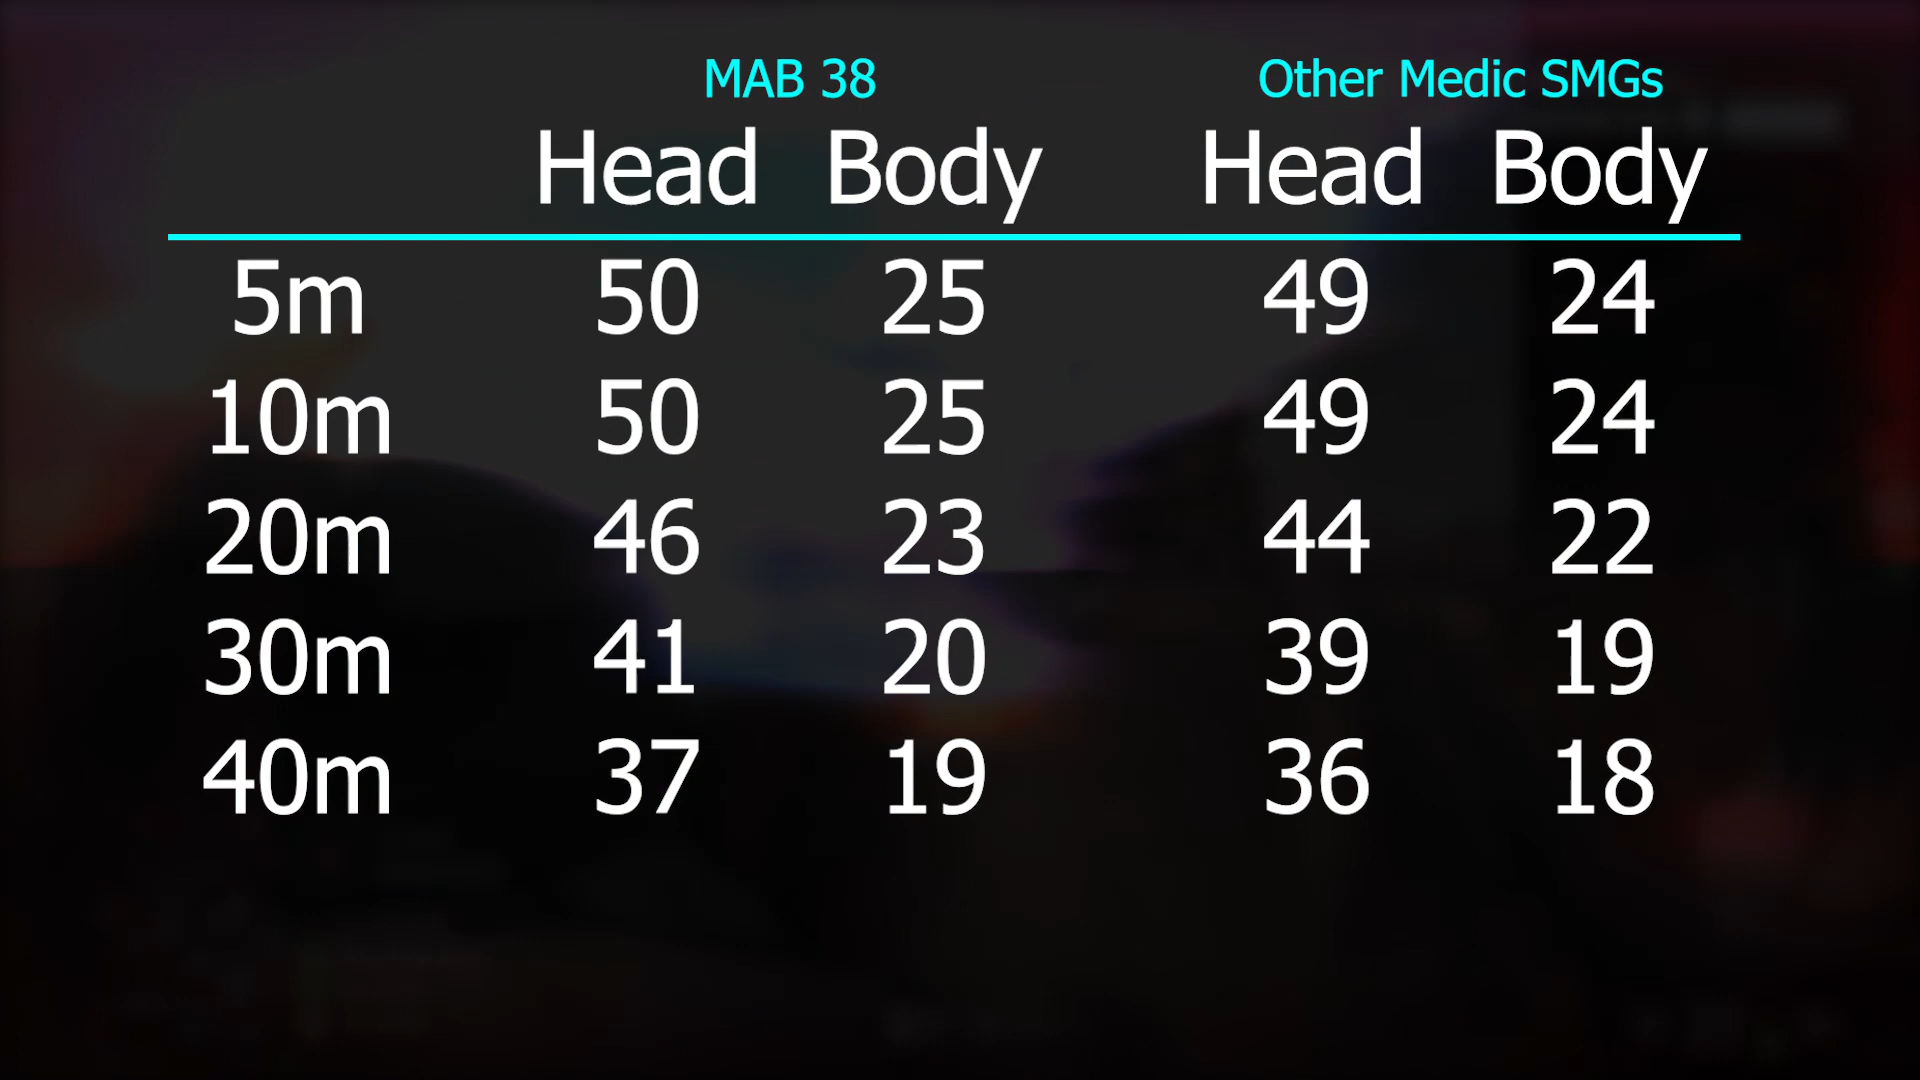 MAB 38 Other Medic SMGs
Head Body Head Body
5m 50 25 49 24
10m 50 25 49 24
20m 46 23 44 22
30m 41 20 39 19
40m 37 19 36 18